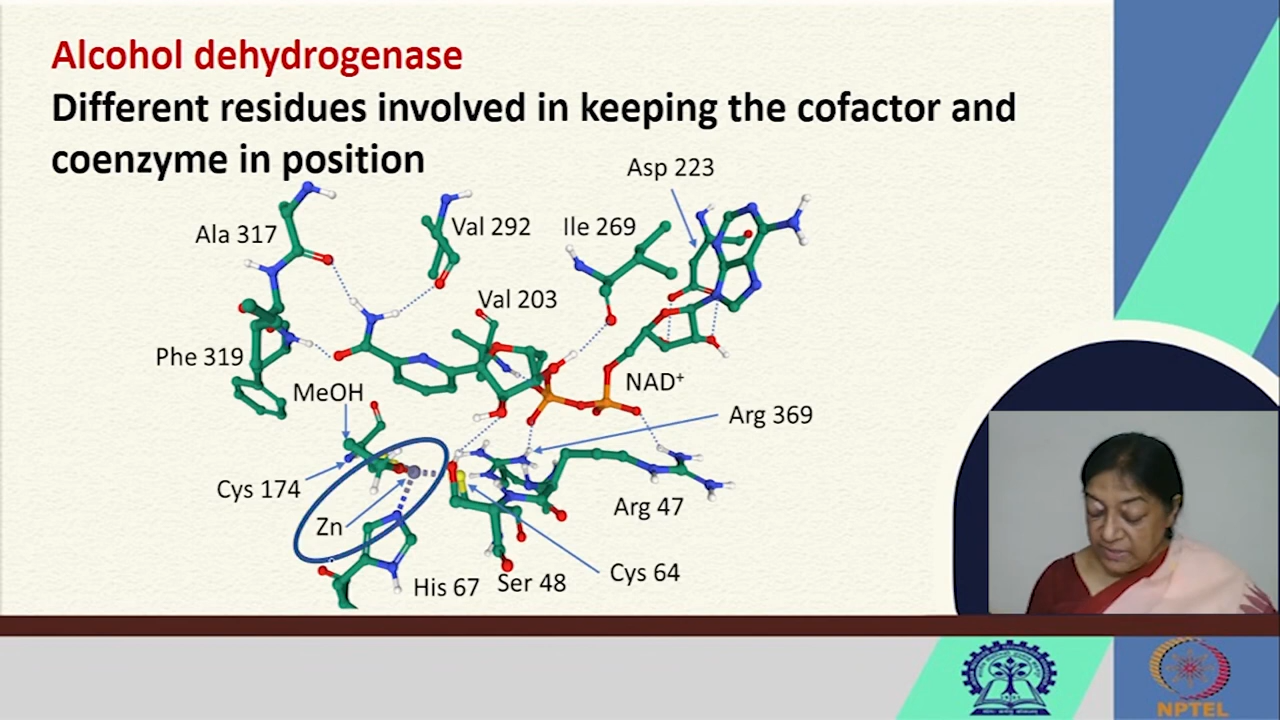 Alcohol dehydrogenase
Different residues involved in keeping the cofactor and
coenzyme in position
Asp 223
Ala 317
Val 292
Ile 269
Val 203
Phe 319
MeOH
NAD⁺
Arg 369
Cys 174
Arg 47
Zn
His 67
Ser 48
Cys 64
NPTEL